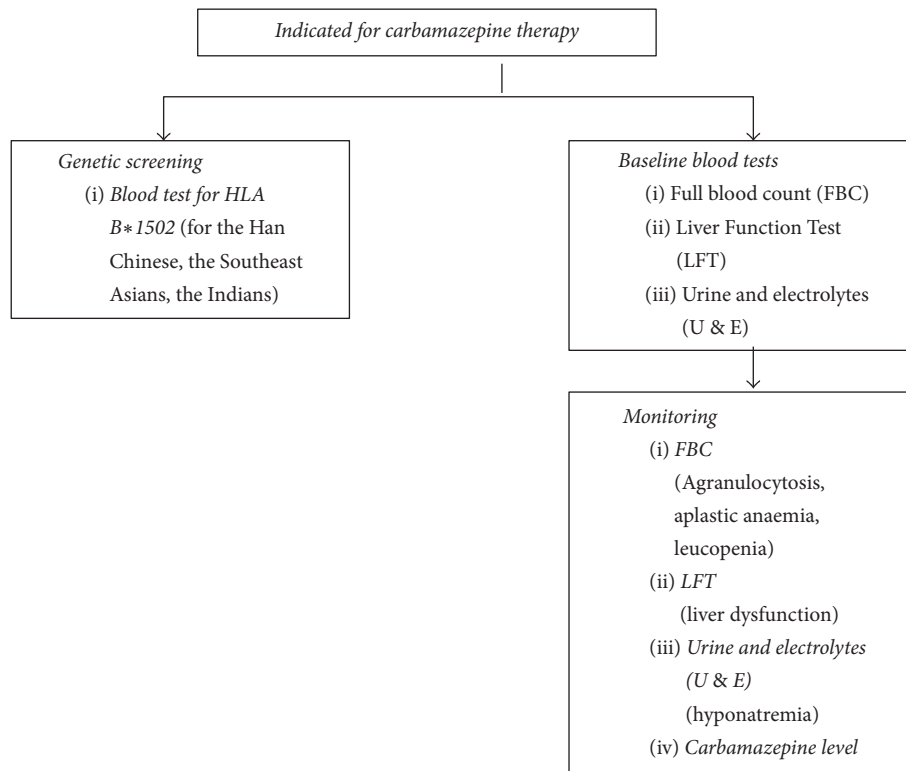 Indicated for carbamazepine therapy
Genetic screening
(i) Blood test for HLA
B∗1502 (for the Han
Chinese, the Southeast
Asians, the Indians)
Baseline blood tests
(i) Full blood count (FBC)
(ii) Liver Function Test
(LFT)
(iii) Urine and electrolytes
(U & E)
Monitoring
(i) FBC
(Agranulocytosis,
aplastic anaemia,
leucopenia)
(ii) LFT
(liver dysfunction)
(iii) Urine and electrolytes
(U & E)
(hyponatremia)
(iv) Carbamazepine level